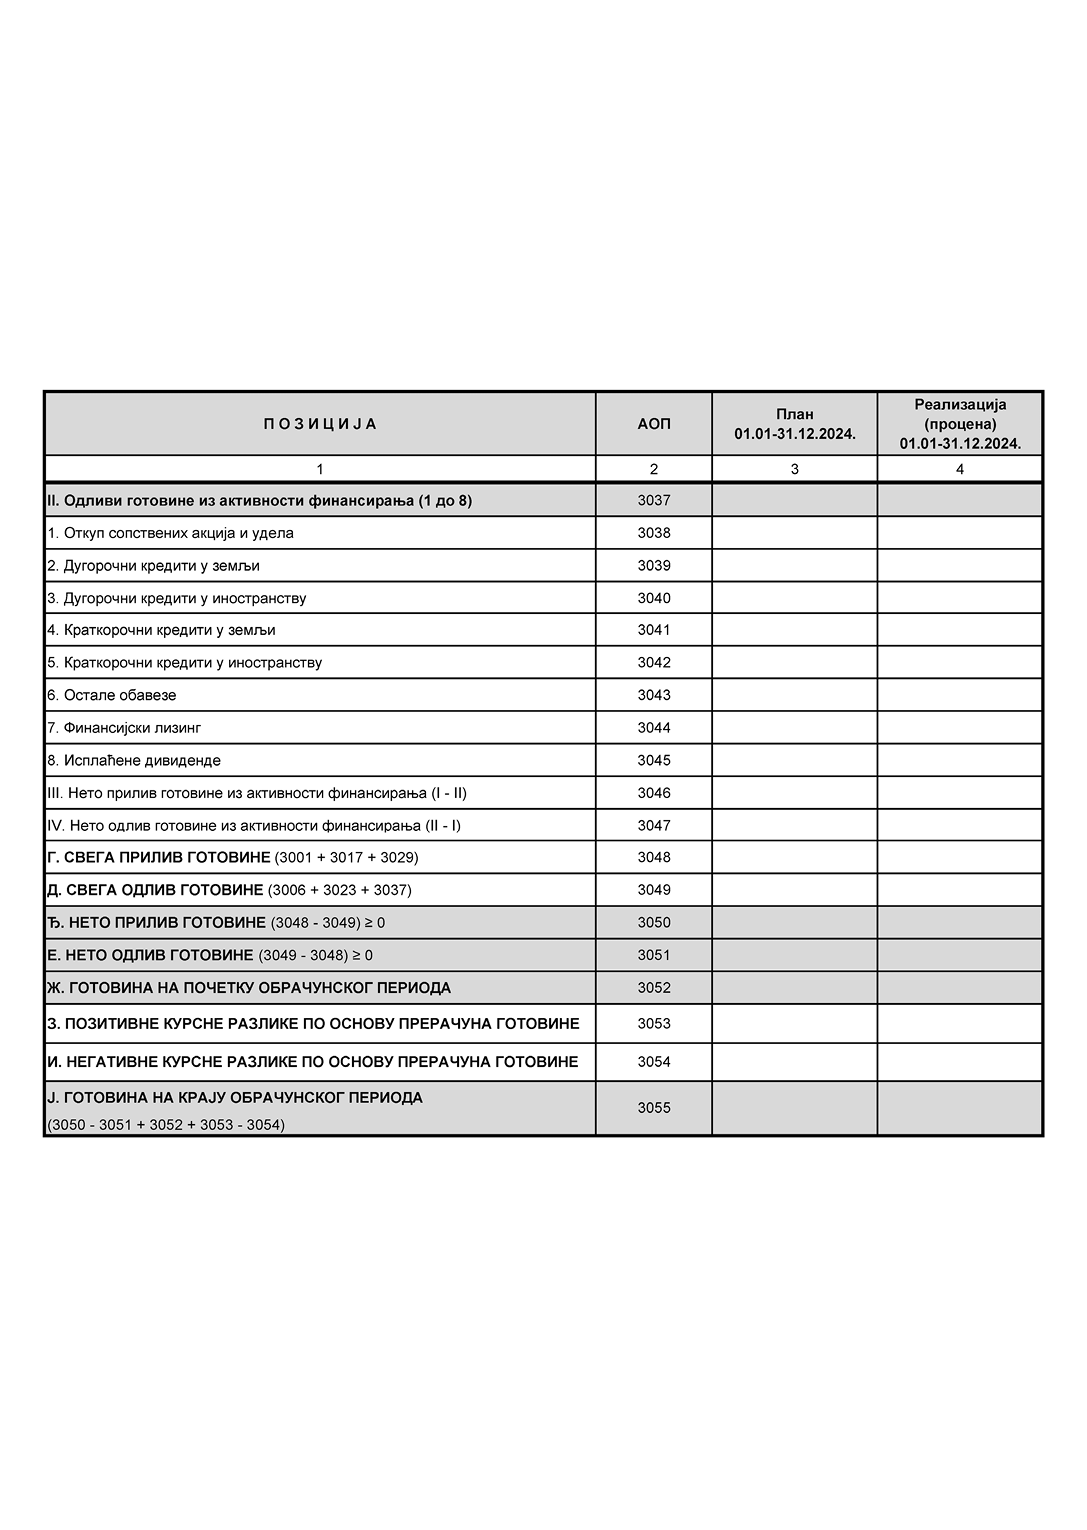 П О З И Ц И Ј А
АОП
План
01.01-31.12.2024.
Реализација
(процена)
01.01-31.12.2024.
1
2
3
4
II. Одливи готовине из активности финансирања (1 до 8)
3037
1. Откуп сопствених акција и удела
3038
2. Дугорочни кредити у земљи
3039
3. Дугорочни кредити у иностранству
3040
4. Краткорочни кредити у земљи
3041
5. Краткорочни кредити у иностранству
3042
6. Остале обавезе
3043
7. Финансијски лизинг
3044
8. Исплаћене дивиденде
3045
III. Нето прилив готовине из активности финансирања (I - II)
3046
IV. Нето одлив готовине из активности финансирања (II - I)
3047
Г. СВЕГА ПРИЛИВ ГОТОВИНЕ (3001 + 3017 + 3029)
3048
Д. СВЕГА ОДЛИВ ГОТОВИНЕ (3006 + 3023 + 3037)
3049
Ђ. НЕТО ПРИЛИВ ГОТОВИНЕ (3048 - 3049) ≥ 0
3050
Е. НЕТО ОДЛИВ ГОТОВИНЕ (3049 - 3048) ≥ 0
3051
Ж. ГОТОВИНА НА ПОЧЕТКУ ОБРАЧУНСКОГ ПЕРИОДА
3052
З. ПОЗИТИВНЕ КУРСНЕ РАЗЛИКЕ ПО ОСНОВУ ПРЕРАЧУНА ГОТОВИНЕ
3053
И. НЕГАТИВНЕ КУРСНЕ РАЗЛИКЕ ПО ОСНОВУ ПРЕРАЧУНА ГОТОВИНЕ
3054
Ј. ГОТОВИНА НА КРАЈУ ОБРАЧУНСКОГ ПЕРИОДА
(3050 - 3051 + 3052 + 3053 - 3054)
3055